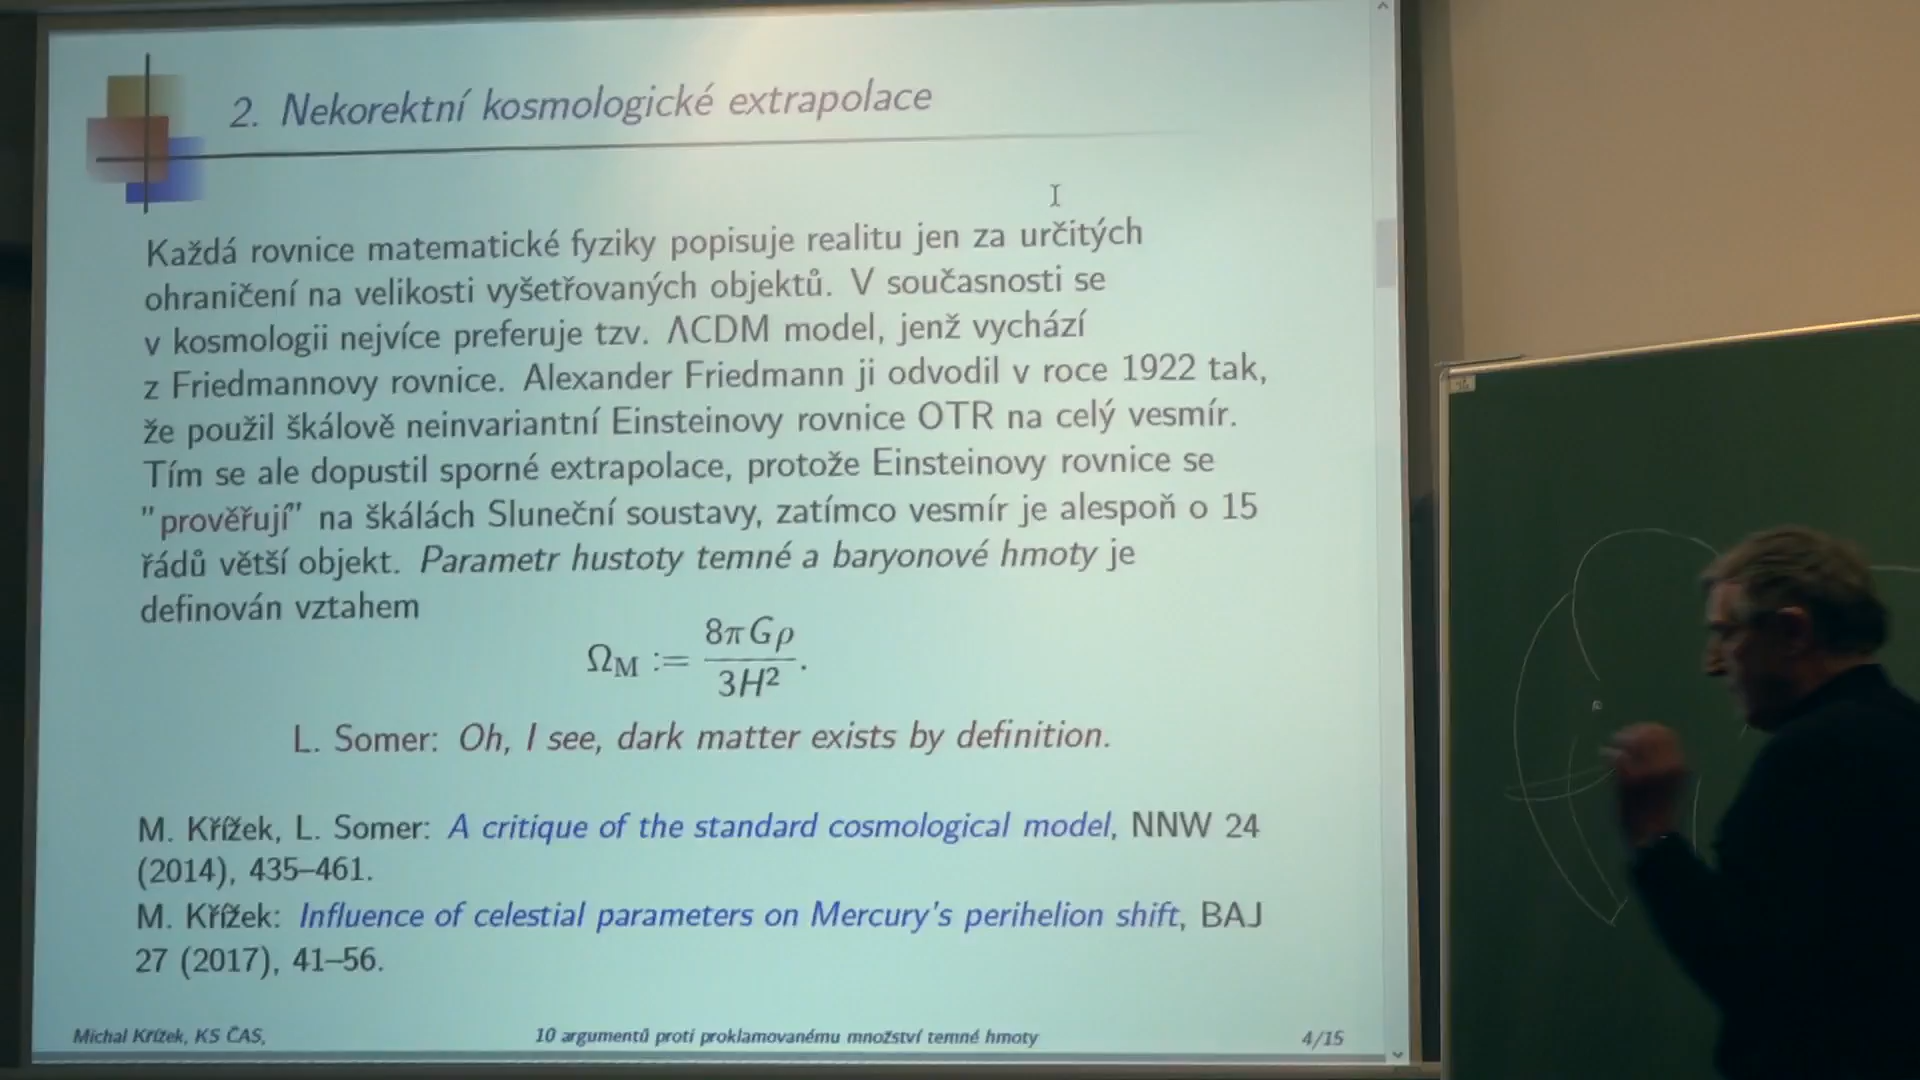 2. Nekorektní kosmologické extrapolace
Každá rovnice matematické fyziky popisuje realitu jen za určitých
ohraničení na velikosti vyšetřovaných objektů. V současnosti se
v kosmologii nejvíce preferuje tzv. ΛCDM model, jenž vychází
z Friedmannovy rovnice. Alexander Friedmann ji odvodil v roce 1922 tak,
že použil škálově neinvariantní Einsteinovy rovnice OTR na celý vesmír.
Tím se ale dopustil sporné extrapolace, protože Einsteinovy rovnice se
"prověřují" na škálách Sluneční soustavy, zatímco vesmír je alespoň o 15
řádů větší objekt. Parametr hustoty temné a baryonové hmoty je
definován vztahem
Ω_M := 8πGρ / 3H².
L. Somer: Oh, I see, dark matter exists by definition.
M. Křížek, L. Somer: A critique of the standard cosmological model, NNW 24
(2014), 435–461.
M. Křížek: Influence of celestial parameters on Mercury's perihelion shift, BAJ
27 (2017), 41–56.
Michal Křížek, KS ČAS, 10 argumentů proti proklamovanému množství temné hmoty 4/15